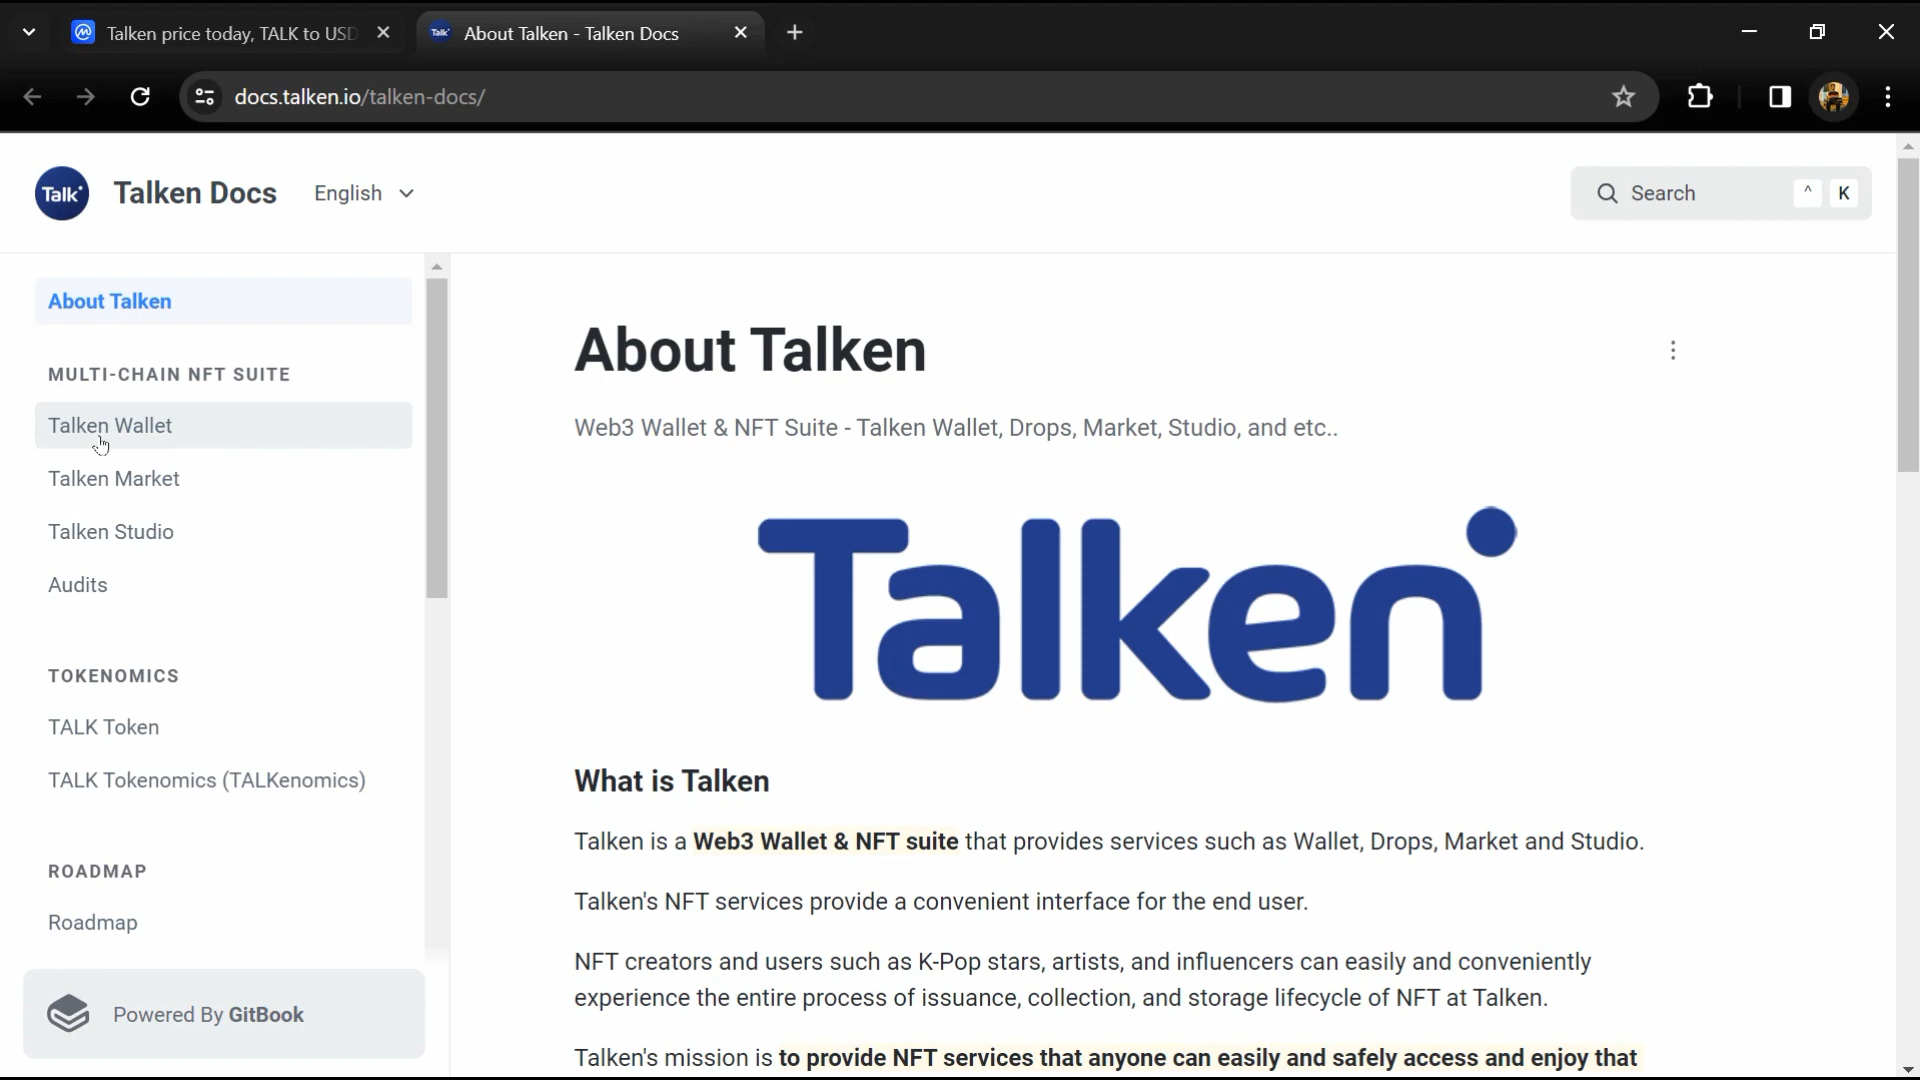 Talken price today, TALK to USD
Talk' About Talken - Talken Docs
docs.talken.io/talken-docs/
Talk' Talken Docs English
Search ^ K
About Talken
MULTI-CHAIN NFT SUITE
Talken Wallet
Talken Market
Talken Studio
Audits
TOKENOMICS
TALK Token
TALK Tokenomics (TALKenomics)
ROADMAP
Roadmap
Powered By GitBook
About Talken
Web3 Wallet & NFT Suite - Talken Wallet, Drops, Market, Studio, and etc..
Talken
What is Talken
Talken is a Web3 Wallet & NFT suite that provides services such as Wallet, Drops, Market and Studio.
Talken's NFT services provide a convenient interface for the end user.
NFT creators and users such as K-Pop stars, artists, and influencers can easily and conveniently
experience the entire process of issuance, collection, and storage lifecycle of NFT at Talken.
Talken's mission is to provide NFT services that anyone can easily and safely access and enjoy that